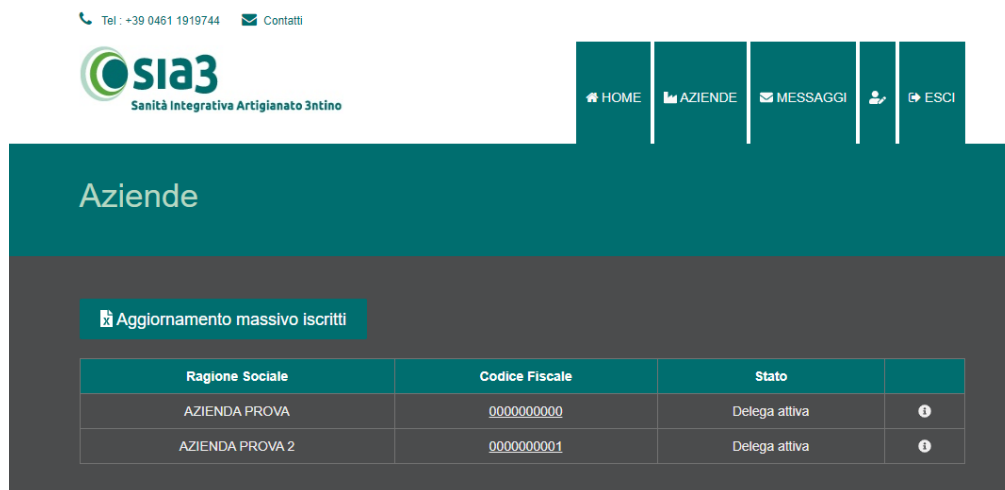 Tel : +39 0461 1919744 Contatti
sia3
Sanità Integrativa Artigianato 3ntino
HOME AZIENDE MESSAGGI ESCI
Aziende
Aggiornamento massivo iscritti
Ragione Sociale Codice Fiscale Stato
AZIENDA PROVA 0000000000 Delega attiva
AZIENDA PROVA 2 0000000001 Delega attiva